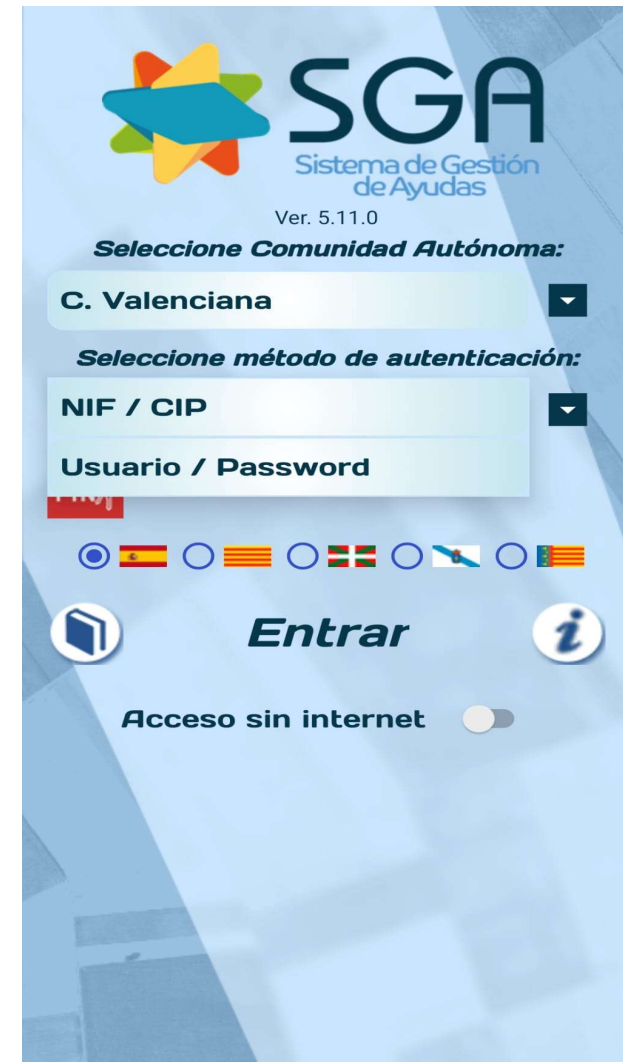 SGA
Sistema de Gestión
de Ayudas
Ver. 5.11.0
Seleccione Comunidad Autónoma:
C. Valenciana
Seleccione método de autenticación:
NIF / CIP
Usuario / Password
Entrar
i
Acceso sin internet